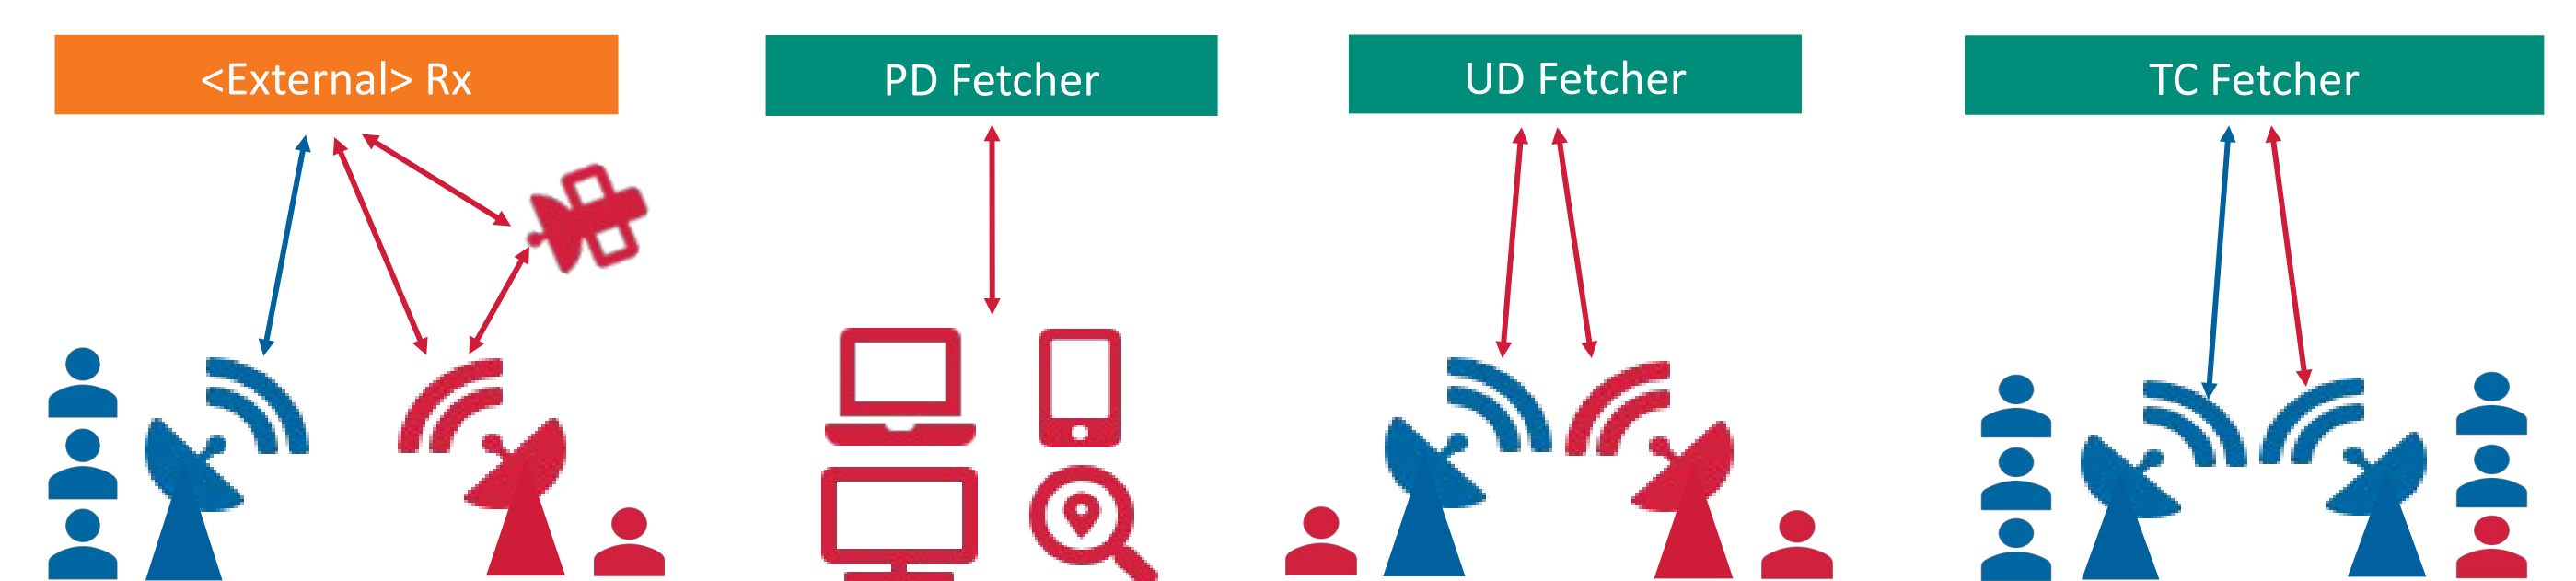 <External> Rx
PD Fetcher
UD Fetcher
TC Fetcher